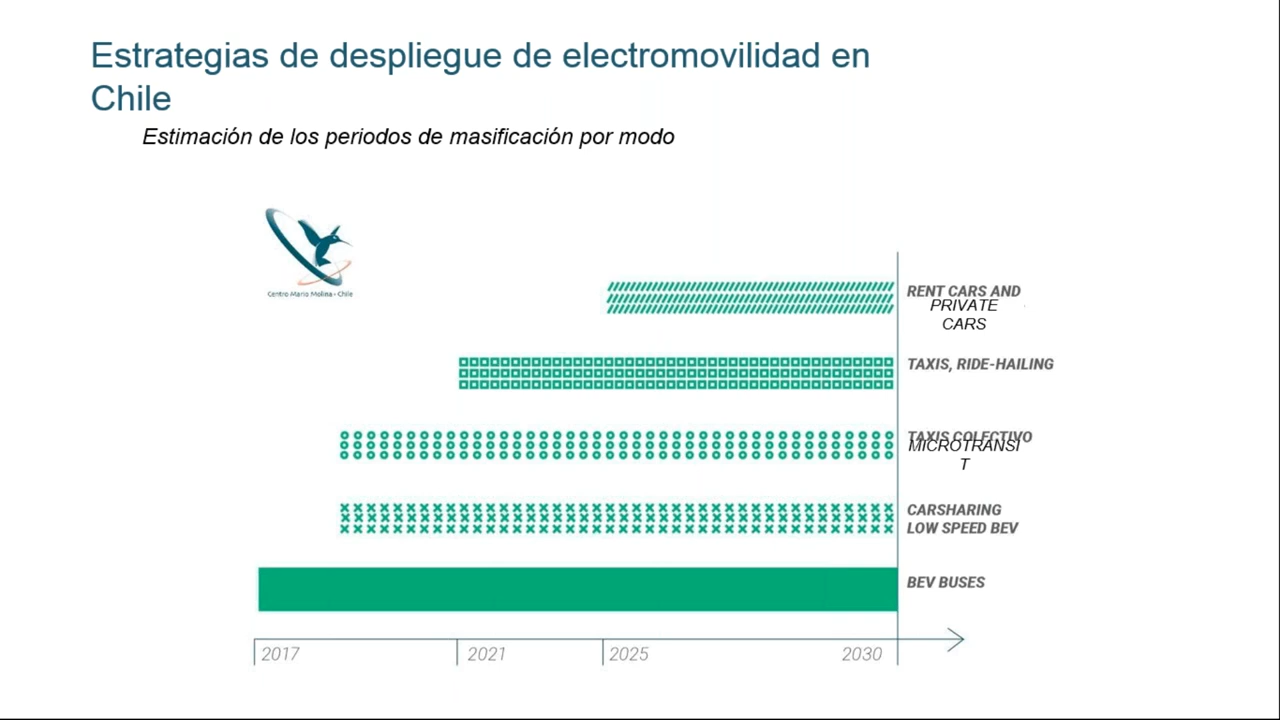 Estrategias de despliegue de electromovilidad en
Chile
Estimación de los periodos de masificación por modo
Centro Mario Molina - Chile
RENT CARS AND
PRIVATE
CARS
TAXIS, RIDE-HAILING
TAXIS COLECTIVO
MICROTRANSI
T
CARSHARING
LOW SPEED BEV
BEV BUSES
2017
2021
2025
2030